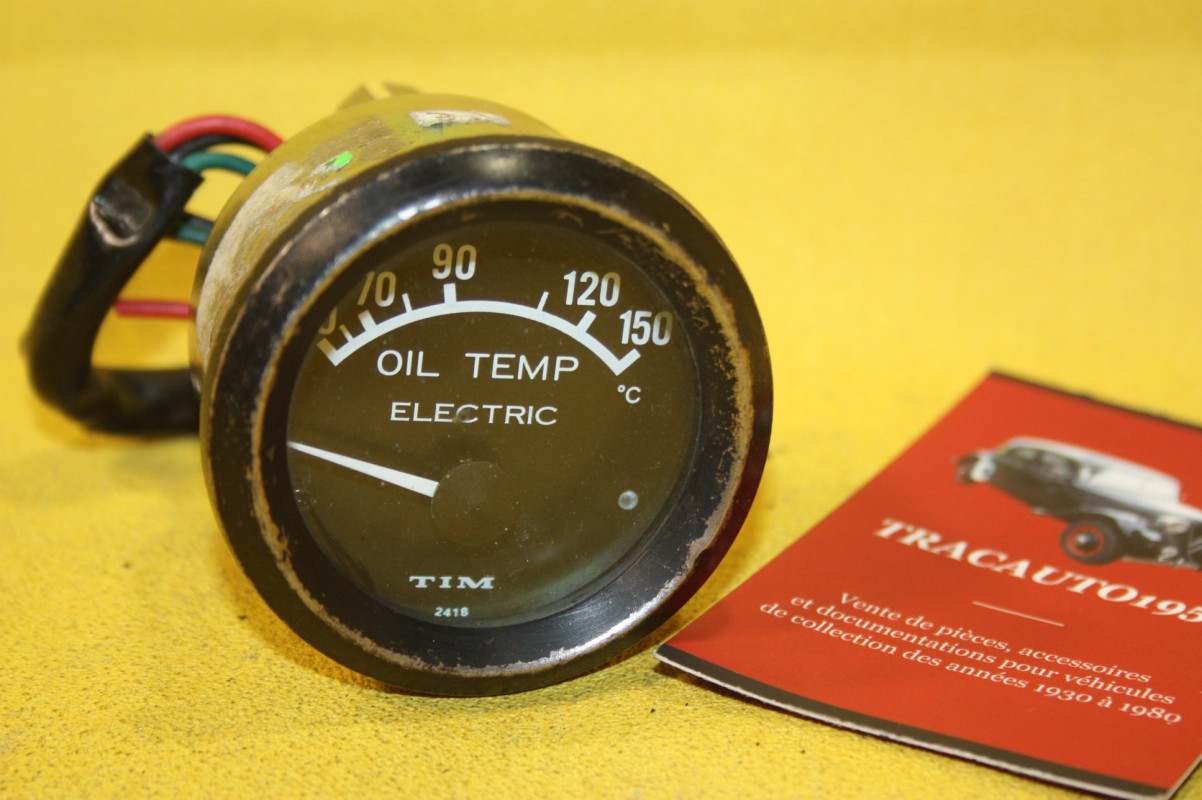 70
90
120
150
OIL TEMP
°C
ELECTRIC
TIM
2418
TRACAUTO195
Vente de pièces, accessoires
et documentations pour véhicules
de collection des années 1930 à 1980